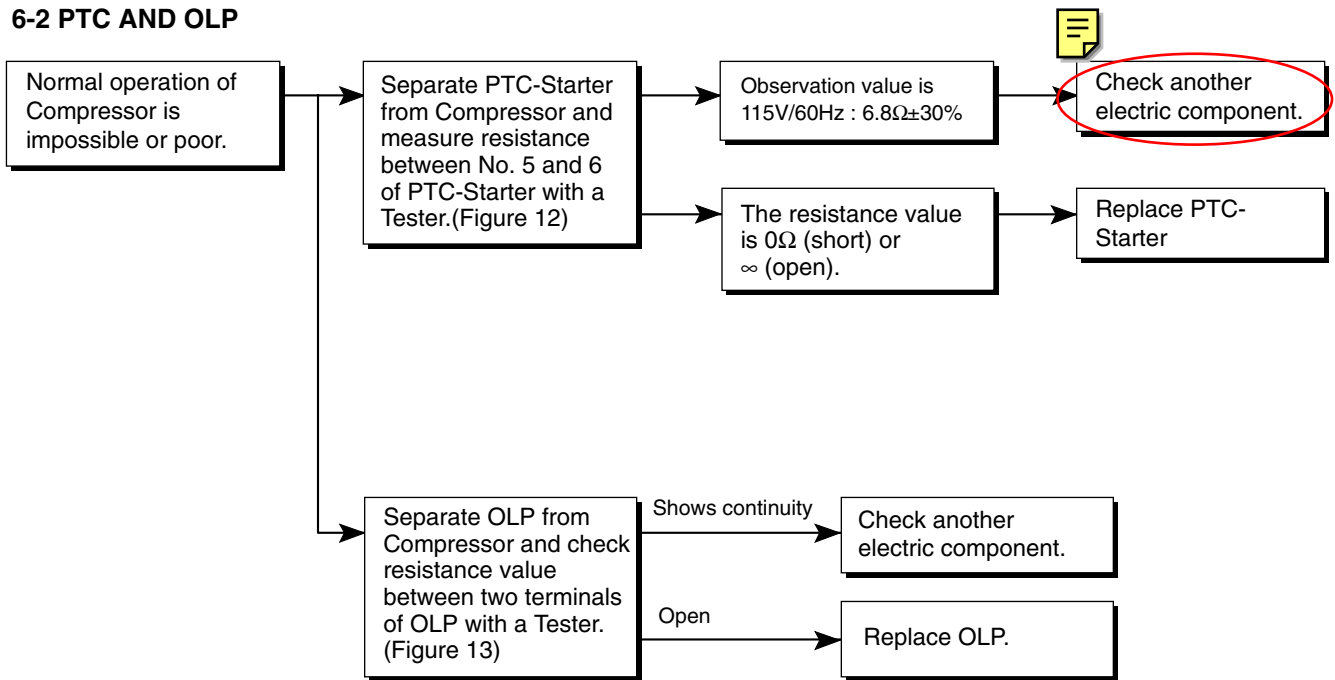 6-2 PTC AND OLP
Normal operation of
Compressor is
impossible or poor.
Separate PTC-Starter
from Compressor and
measure resistance
between No. 5 and 6
of PTC-Starter with a
Tester.(Figure 12)
Observation value is
115V/60Hz : 6.8Ω±30%
Check another
electric component.
The resistance value
is 0Ω (short) or
∞ (open).
Replace PTC-
Starter
Separate OLP from
Compressor and check
resistance value
between two terminals
of OLP with a Tester.
(Figure 13)
Shows continuity
Check another
electric component.
Open
Replace OLP.